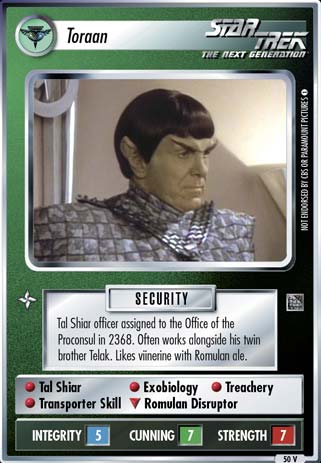 Toraan
STAR TREK
THE NEXT GENERATION
NOT ENDORSED BY CBS OR PARAMOUNT PICTURES
SECURITY
Tal Shiar officer assigned to the Office of the
Proconsul in 2368. Often works alongside his twin
brother Telak. Likes viinerine with Romulan ale.
Tal Shiar Exobiology Treachery
Transporter Skill Romulan Disruptor
INTEGRITY 5 CUNNING 7 STRENGTH 7
50 V